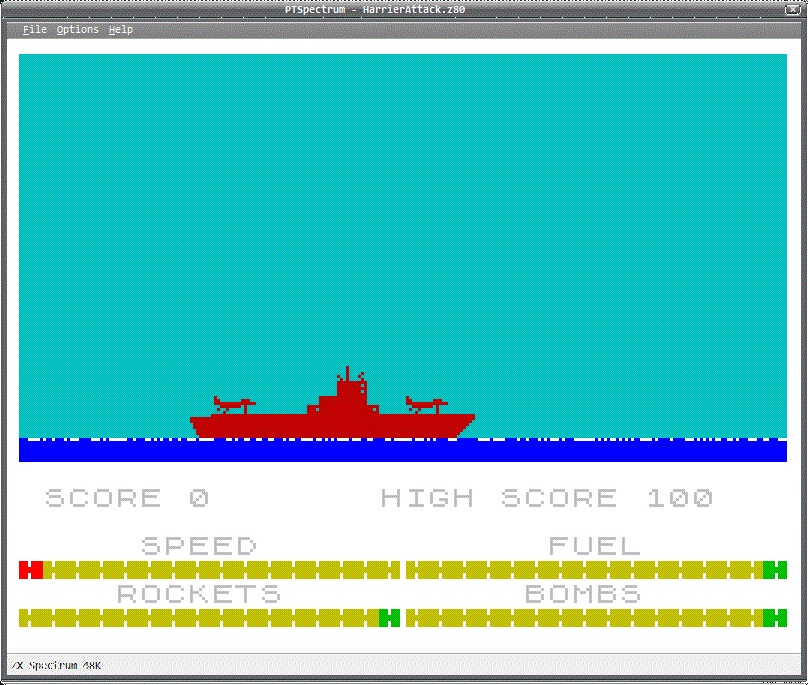 PTSpectrum - HarrierAttack.z80
File Options Help
SCORE 0 HIGH SCORE 100
SPEED FUEL
ROCKETS BOMBS
ZX Spectrum 48K